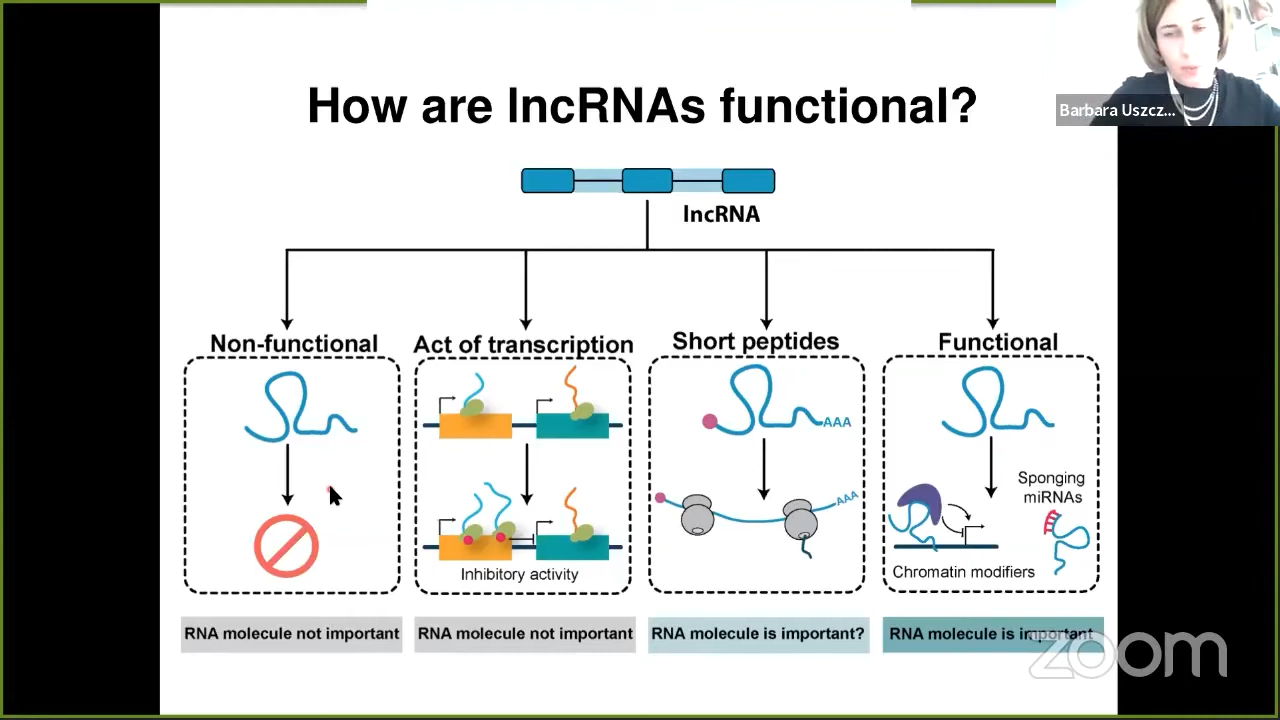 How are lncRNAs functional?
Barbara Uszcz...
lncRNA
Non-functional
Act of transcription
Short peptides
Functional
AAA
Sponging
miRNAs
AAA
Inhibitory activity
Chromatin modifiers
RNA molecule not important
RNA molecule not important
RNA molecule is important?
RNA molecule is important
zoom